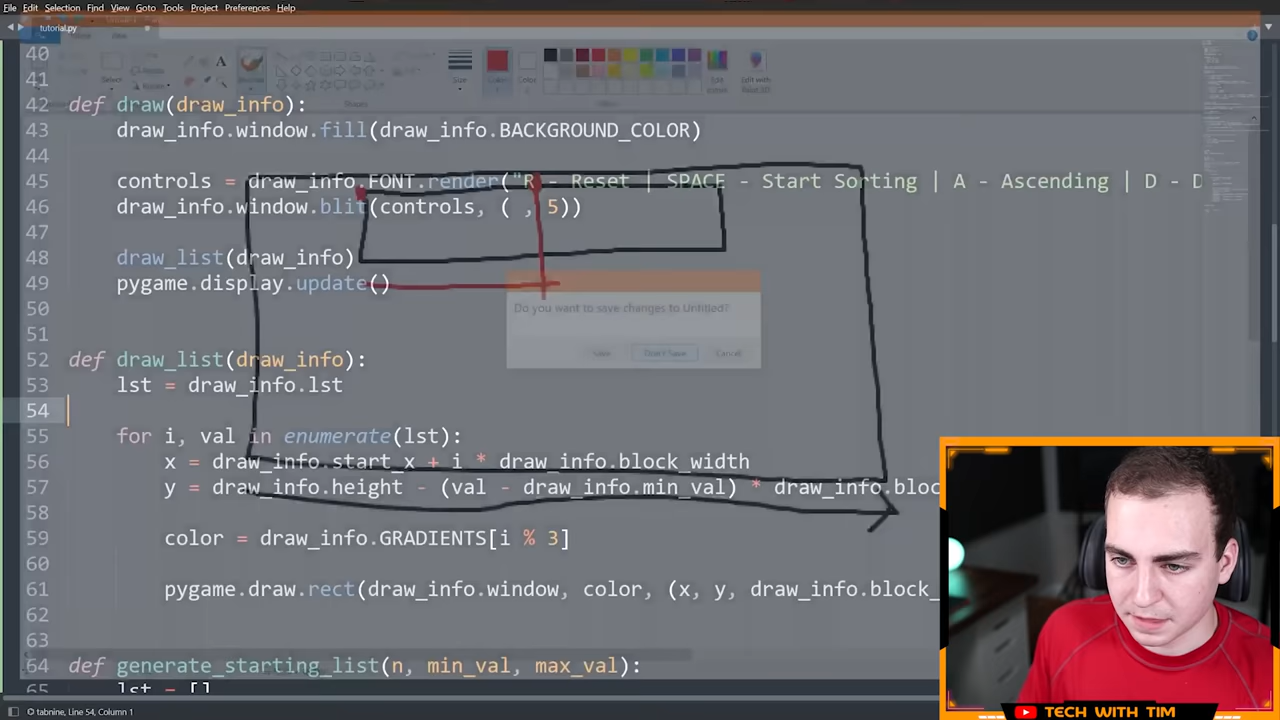 File Edit Selection Find View Goto Tools Project Preferences Help
tutorial.py
40
41
42 def draw(draw_info):
43 draw_info.window.fill(draw_info.BACKGROUND_COLOR)
44
45 controls = draw_info.FONT.render("R - Reset | SPACE - Start Sorting | A - Ascending | D - D
46 draw_info.window.blit(controls, ( , 5))
47
48 draw_list(draw_info)
49 pygame.display.update()
50
51
Do you want to save changes to Untitled?
Save Don't Save Cancel
52 def draw_list(draw_info):
53 lst = draw_info.lst
54
55 for i, val in enumerate(lst):
56 x = draw_info.start_x + i * draw_info.block_width
57 y = draw_info.height - (val - draw_info.min_val) * draw_info.bloc
58
59 color = draw_info.GRADIENTS[i % 3]
60
61 pygame.draw.rect(draw_info.window, color, (x, y, draw_info.block_
62
63
64 def generate_starting_list(n, min_val, max_val):
65 lst = []
tabnine, Line 54, Column 1
TECH WITH TIM